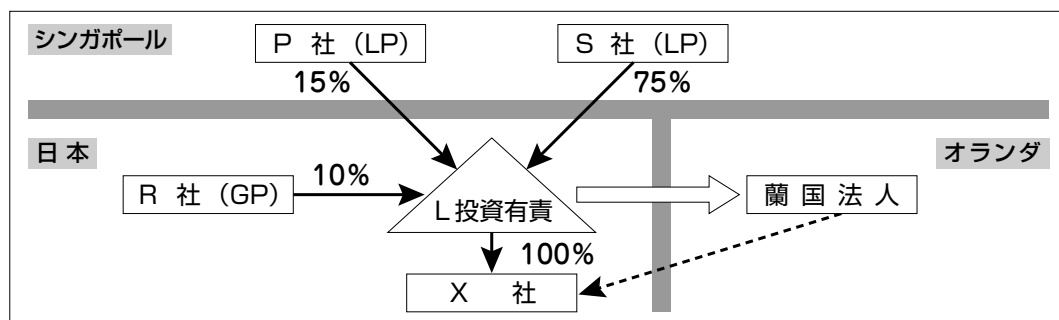 シンガポール
P 社 (LP)
S 社 (LP)
15%
75%
日本
オランダ
R 社 (GP)
10%
L投資有責
蘭国法人
100%
X 社